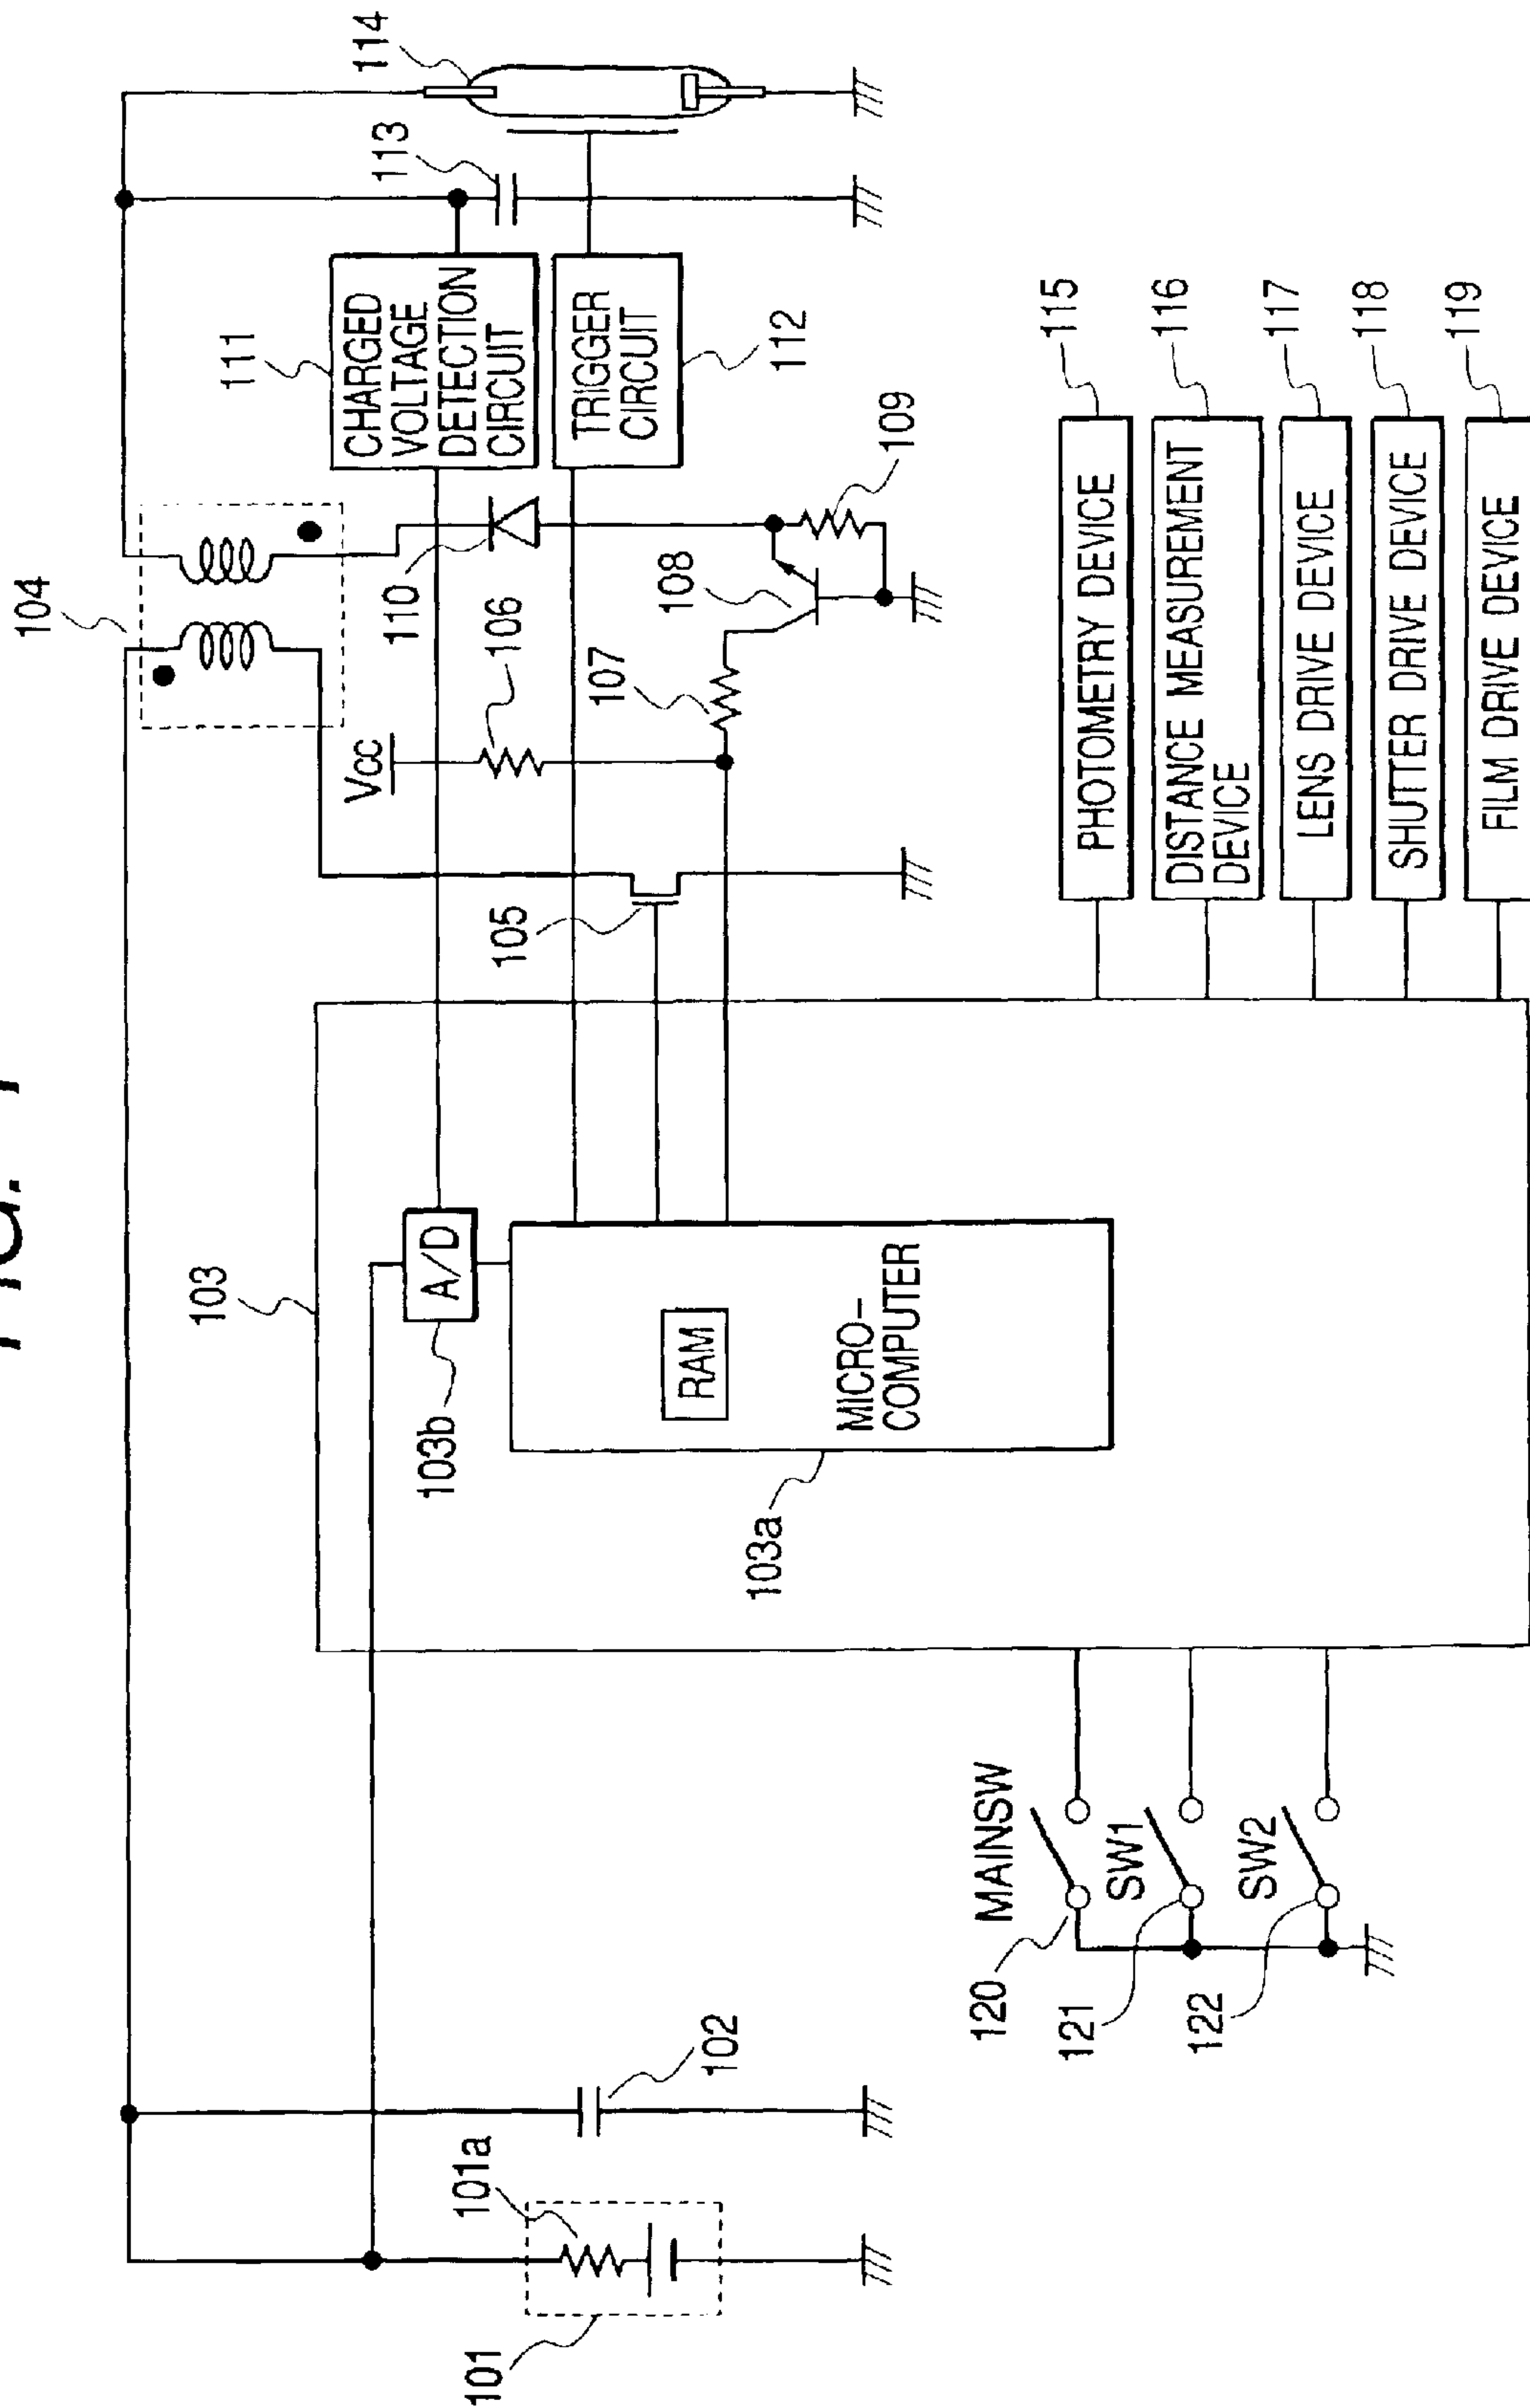 FIG. 1
104
114
113
111
CHARGED
VOLTAGE
DETECTION
CIRCUIT
TRIGGER
CIRCUIT
112
110
106
Vcc
107
108
109
105
103
A/D
103b
RAM
MICRO-
COMPUTER
103a
PHOTOMETRY DEVICE
115
DISTANCE MEASUREMENT
DEVICE
116
LENS DRIVE DEVICE
117
SHUTTER DRIVE DEVICE
118
FILM DRIVE DEVICE
119
MAINSW
120
SW1
121
SW2
122
102
101a
101